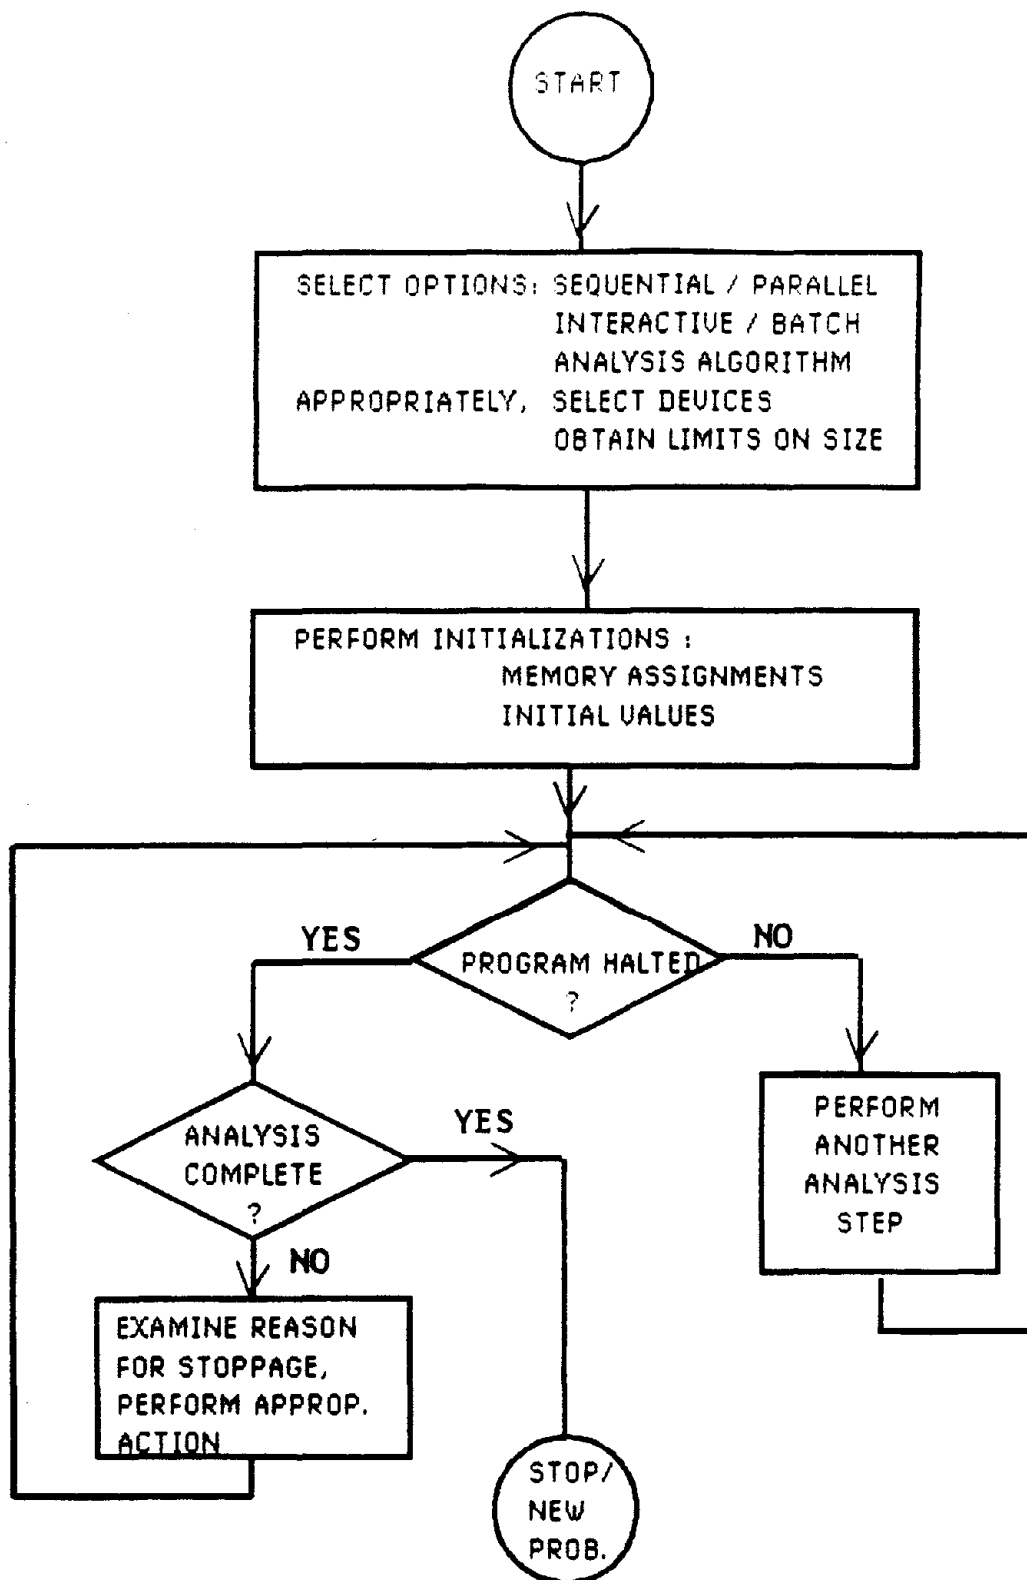 START
SELECT OPTIONS: SEQUENTIAL / PARALLEL
INTERACTIVE / BATCH
ANALYSIS ALGORITHM
APPROPRIATELY, SELECT DEVICES
OBTAIN LIMITS ON SIZE
PERFORM INITIALIZATIONS :
MEMORY ASSIGNMENTS
INITIAL VALUES
YES
NO
PROGRAM HALTED
?
PERFORM
ANOTHER
ANALYSIS
STEP
ANALYSIS
COMPLETE
?
YES
NO
EXAMINE REASON
FOR STOPPAGE,
PERFORM APPROP.
ACTION
STOP/
NEW
PROB.